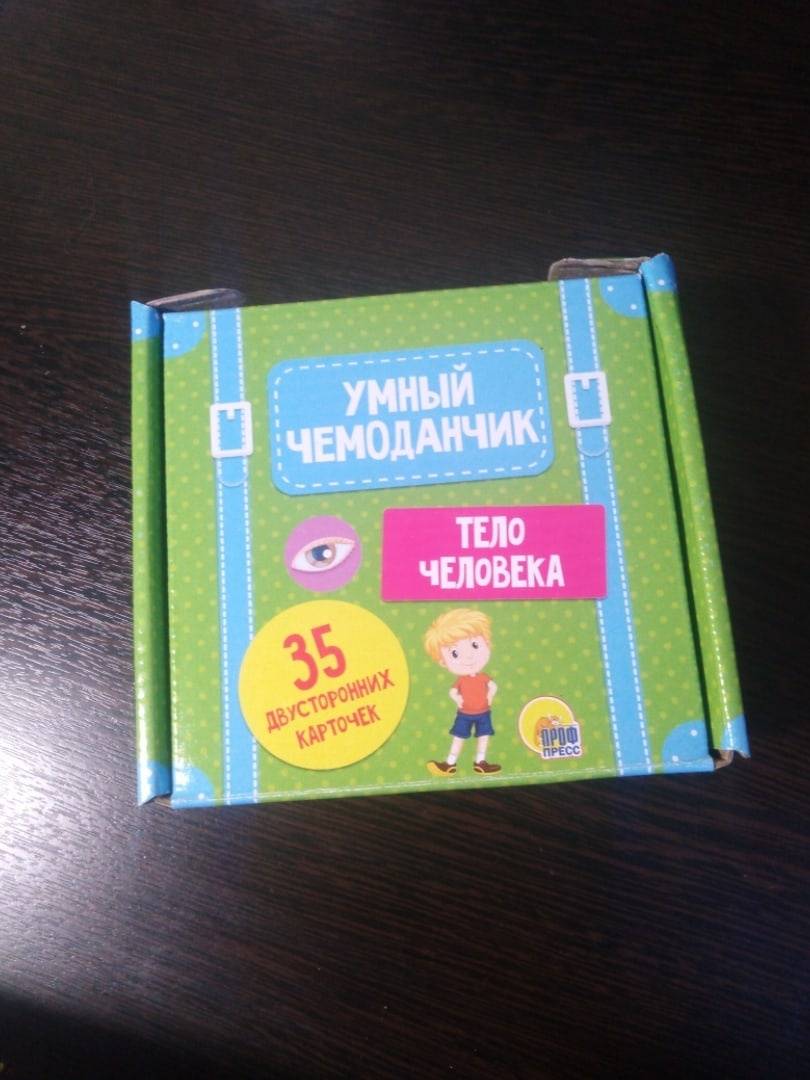 УМНЫЙ
ЧЕМОДАНЧИК
ТЕЛО
ЧЕЛОВЕКА
35
ДВУСТОРОННИХ
КАРТОЧЕК
ПРОФ
ПРЕСС